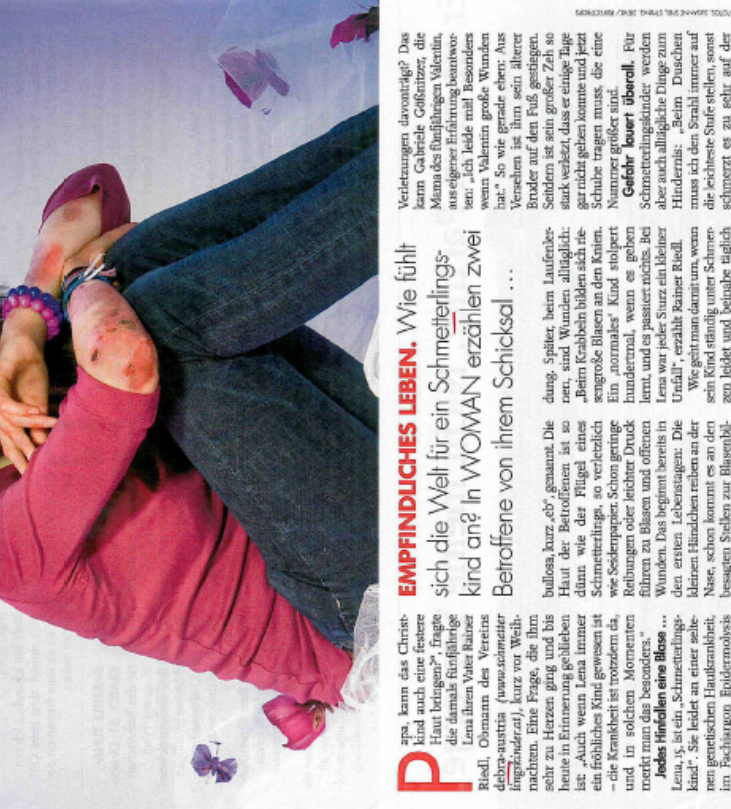 EMPFINDLICHES LEBEN. Wie fühlt
sich die Welt für ein Schmetterlings-
kind an? In WOMAN erzählen zwei
Betroffene von ihrem Schicksal ...
Papa, kann das Christ-
kind auch eine festere
Haut bringen?“, fragte
die damals fünfjährige
Lena ihren Vater Rainer
Riedl, Obmann des Vereins
debra-austria (www.schmetter
lingskinder.at), kurz vor Weih-
nachten. Eine Frage, die ihm
sehr zu Herzen ging und bis
heute in Erinnerung geblieben
ist: „Auch wenn Lena immer
ein fröhliches Kind gewesen ist
– die Krankheit ist trotzdem da,
und in solchen Momenten
merkt man das besonders.“
Jedes Hinfallen eine Blase ...
Lena, 15, ist ein „Schmetterlings-
kind“. Sie leidet an einer selte-
nen genetischen Hautkrankheit,
im Fachjargon Epidermolysis
bullosa, kurz „eb“, genannt. Die
Haut der Betroffenen ist so
dünn wie der Flügel eines
Schmetterlings, so verletzlich
wie Seidenpapier. Schon geringe
Reibungen oder leichter Druck
führen zu Blasen und offenen
Wunden. Das beginnt bereits in
den ersten Lebenstagen: Die
kleinen Händchen reiben an der
Nase, schon kommt es an den
besagten Stellen zur Blasenbil-
dung. Später, beim Laufenler-
nen, sind Wunden alltäglich:
„Beim Krabbeln bilden sich rie-
sengroße Blasen an den Knien.
Ein ‚normales‘ Kind stolpert
hundertmal, wenn es gehen
lernt, und es passiert nichts. Bei
Lena war jeder Sturz ein kleiner
Unfall“, erzählt Rainer Riedl.
Wie geht man damit um, wenn
sein Kind ständig unter Schmer-
zen leidet und beinahe täglich
Verletzungen davonträgt? Das
kann Gabriele Gößnitzer, die
Mama des fünfjährigen Valentin,
aus eigener Erfahrung beantwor-
ten: „Ich leide mit! Besonders
wenn Valentin große Wunden
hat.“ So wie gerade eben: Aus
Versehen ist ihm sein älterer
Bruder auf den Fuß gestiegen.
Seitdem ist sein großer Zeh so
stark verletzt, dass er einige Tage
gar nicht gehen konnte und jetzt
Schuhe tragen muss, die eine
Nummer größer sind.
Gefahr lauert überall. Für
Schmetterlingskinder werden
aber auch alltägliche Dinge zum
Hindernis: „Beim Duschen
muss ich den Strahl immer auf
die leichteste Stufe stellen, sonst
schmerzt es zu sehr auf der